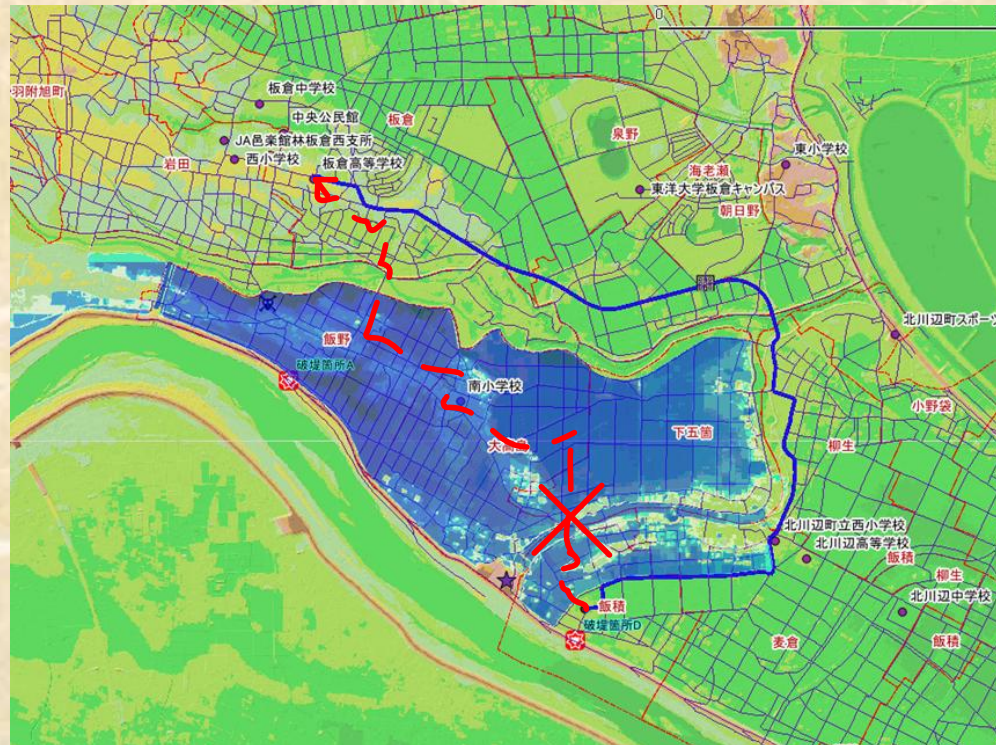 0
羽附旭町
板倉中学校
中央公民館
板倉
JA邑楽館林板倉西支所
西小学校
板倉高等学校
岩田
泉野
海老瀬
東小学校
東洋大学板倉キャンパス
朝日野
北川辺町スポーツ
飯野
破堤箇所A
南小学校
小野袋
下五箇
柳生
北川辺町立西小学校
北川辺高等学校
飯積
柳生
北川辺中学校
飯積
破堤箇所D
麦倉
飯積